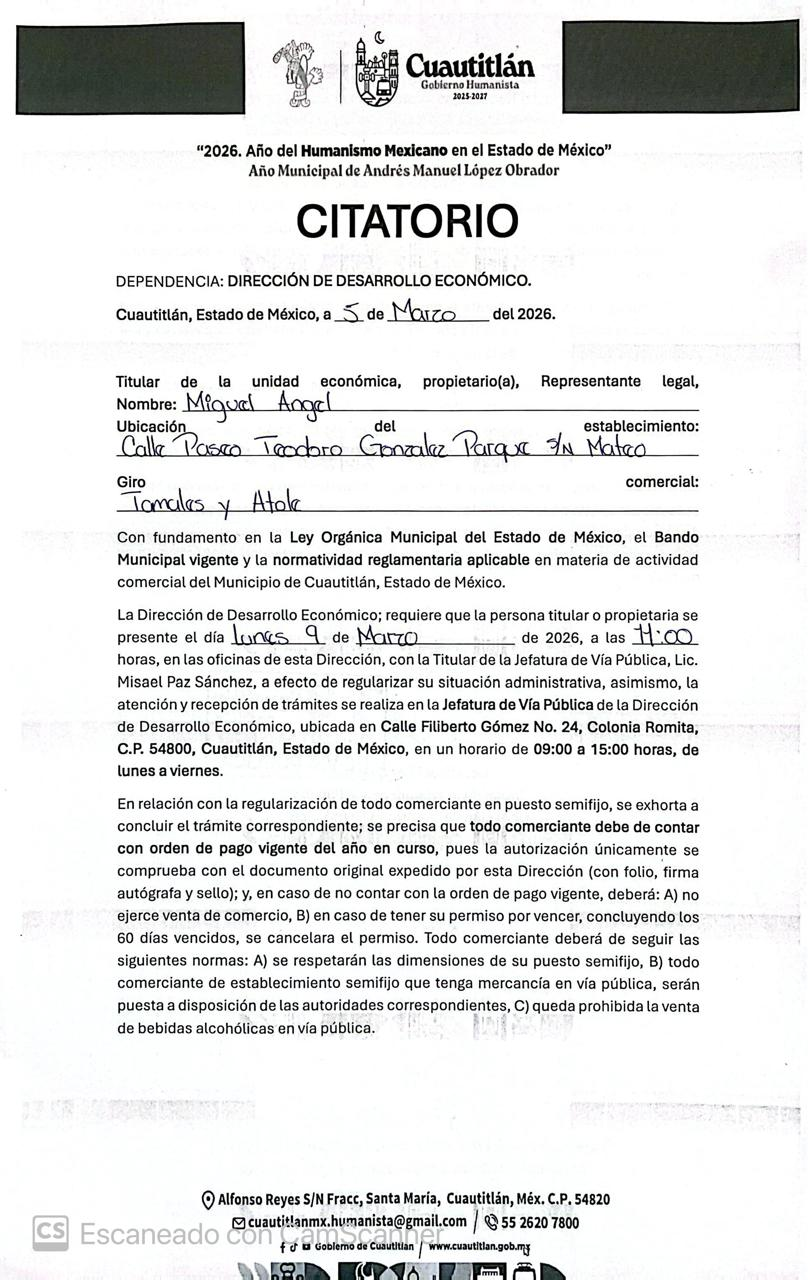 Cuautitlán
Gobierno Humanista
2025-2027
“2026. Año del Humanismo Mexicano en el Estado de México”
Año Municipal de Andrés Manuel López Obrador
CITATORIO
DEPENDENCIA: DIRECCIÓN DE DESARROLLO ECONÓMICO.
Cuautitlán, Estado de México, a 5 de Marzo del 2026.
Titular de la unidad económica, propietario(a), Representante legal,
Nombre: Miguel Angel
Ubicación del establecimiento:
Calle Paseo Teodoro Gonzalez Parque S/N Mateo
Giro comercial:
Tamales y Atole
Con fundamento en la Ley Orgánica Municipal del Estado de México, el Bando
Municipal vigente y la normatividad reglamentaria aplicable en materia de actividad
comercial del Municipio de Cuautitlán, Estado de México.
La Dirección de Desarrollo Económico; requiere que la persona titular o propietaria se
presente el día lunes 9 de Marzo de 2026, a las 11:00
horas, en las oficinas de esta Dirección, con la Titular de la Jefatura de Vía Pública, Lic.
Misael Paz Sánchez, a efecto de regularizar su situación administrativa, asimismo, la
atención y recepción de trámites se realiza en la Jefatura de Vía Pública de la Dirección
de Desarrollo Económico, ubicada en Calle Filiberto Gómez No. 24, Colonia Romita,
C.P. 54800, Cuautitlán, Estado de México, en un horario de 09:00 a 15:00 horas, de
lunes a viernes.
En relación con la regularización de todo comerciante en puesto semifijo, se exhorta a
concluir el trámite correspondiente; se precisa que todo comerciante debe de contar
con orden de pago vigente del año en curso, pues la autorización únicamente se
comprueba con el documento original expedido por esta Dirección (con folio, firma
autógrafa y sello); y, en caso de no contar con la orden de pago vigente, deberá: A) no
ejerce venta de comercio, B) en caso de tener su permiso por vencer, concluyendo los
60 días vencidos, se cancelara el permiso. Todo comerciante deberá de seguir las
siguientes normas: A) se respetarán las dimensiones de su puesto semifijo, B) todo
comerciante de establecimiento semifijo que tenga mercancía en vía pública, serán
puesta a disposición de las autoridades correspondientes, C) queda prohibida la venta
de bebidas alcohólicas en vía pública.
Alfonso Reyes S/N Fracc, Santa María, Cuautitlán, Méx. C.P. 54820
cuautitlanmx.humanista@gmail.com / 55 2620 7800
CS Escaneado con CamScanner
Gobierno de Cuautitlán / www.cuautitlan.gob.mx